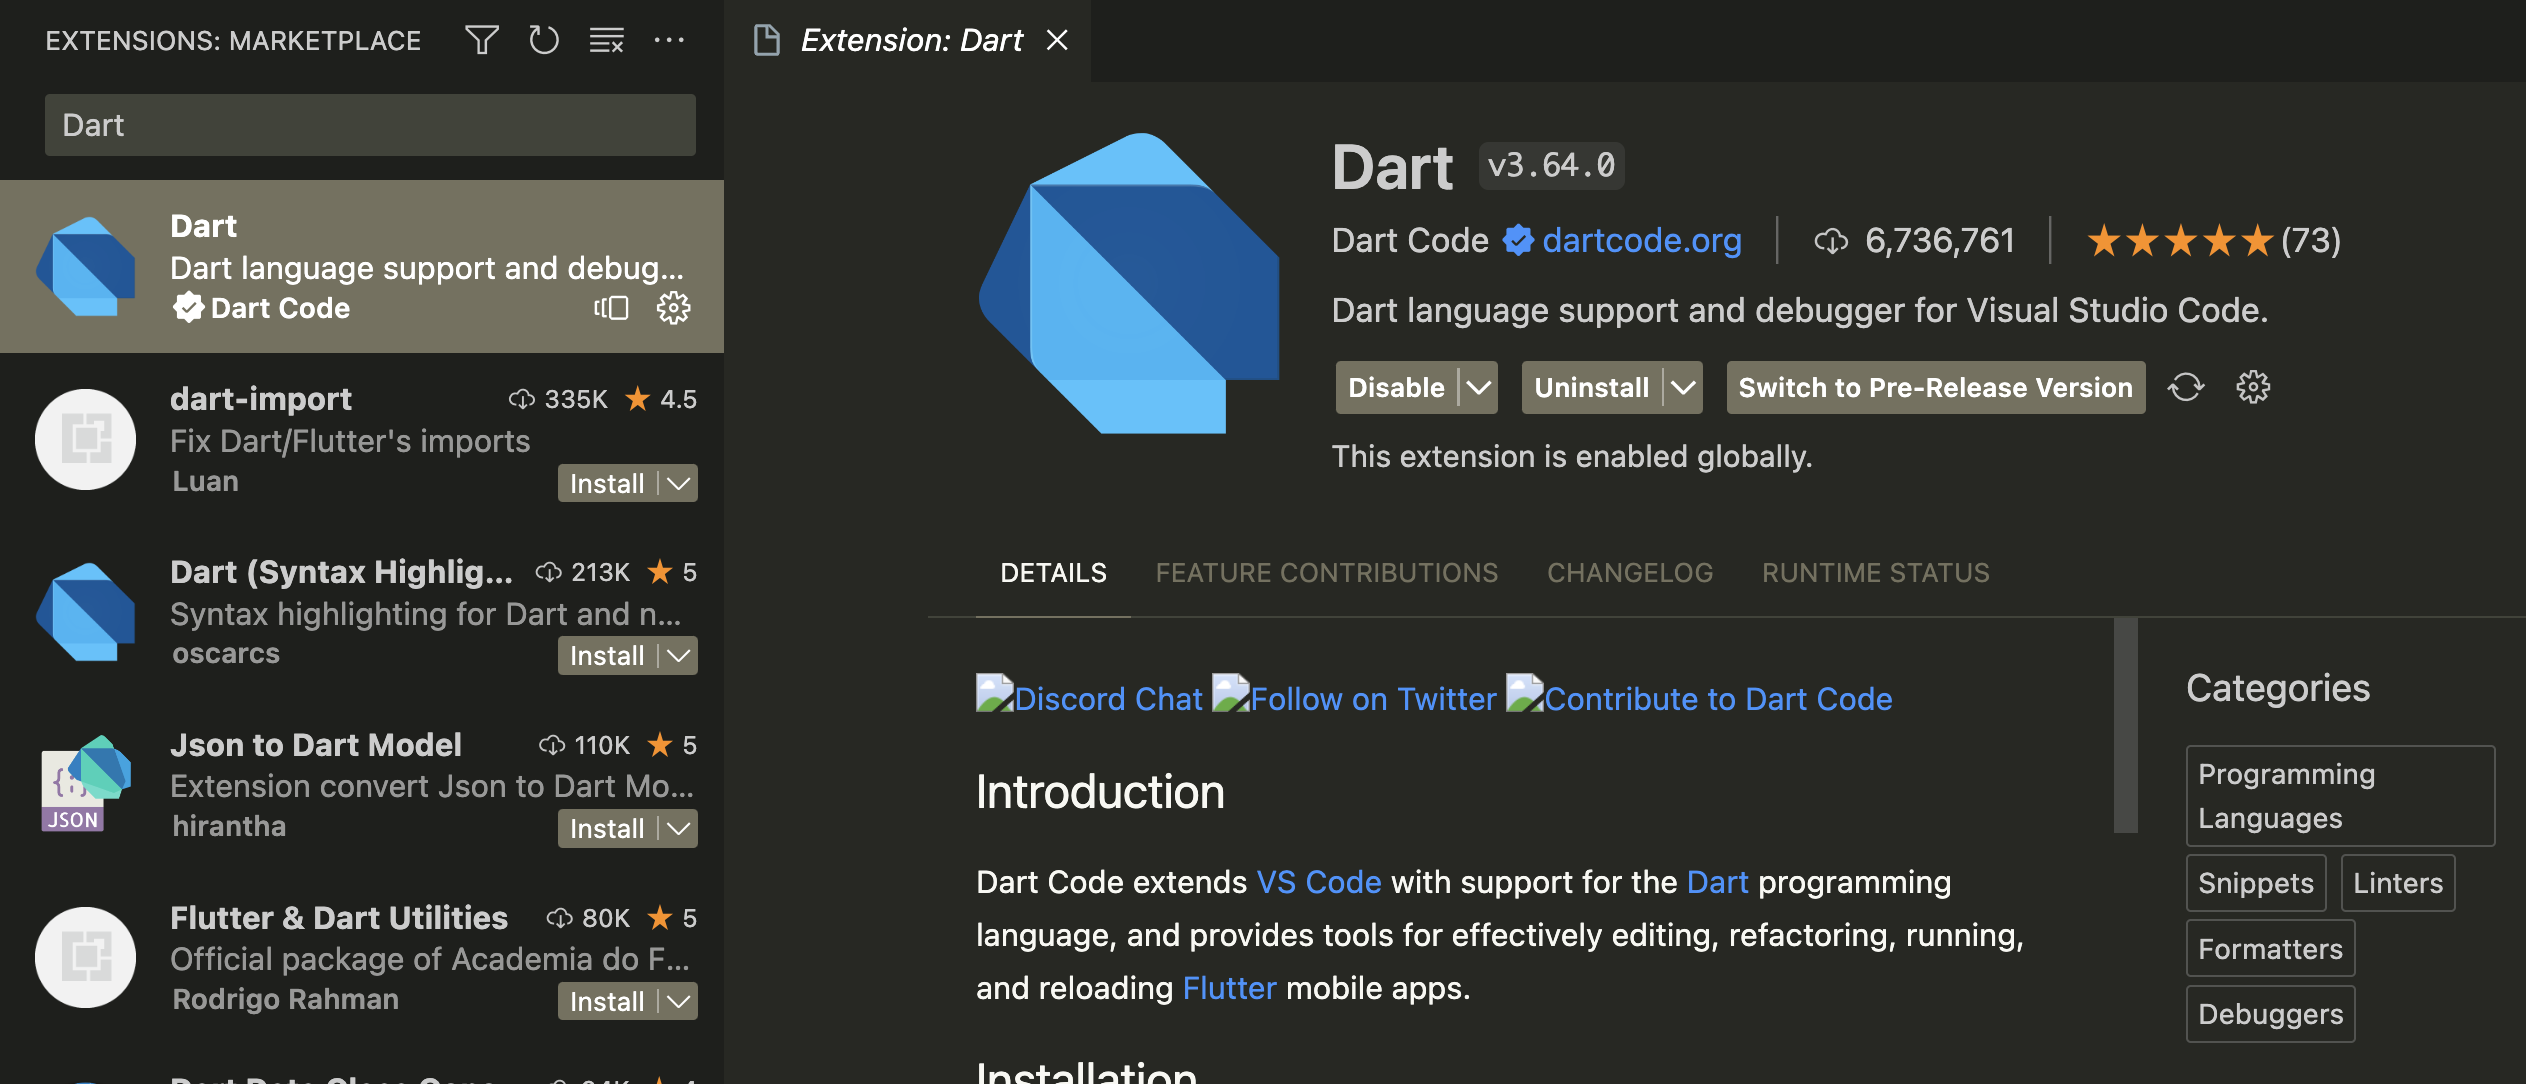 EXTENSIONS: MARKETPLACE
Dart
Dart
Dart language support and debug...
Dart Code
dart-import 335K 4.5
Fix Dart/Flutter's imports
Luan
Install
Dart (Syntax Highlig... 213K 5
Syntax highlighting for Dart and n...
oscarcs
Install
Json to Dart Model 110K 5
Extension convert Json to Dart Mo...
hirantha
Install
JSON
Flutter & Dart Utilities 80K 5
Official package of Academia do F...
Rodrigo Rahman
Install
Extension: Dart
Dart v3.64.0
Dart Code dartcode.org 6,736,761 (73)
Dart language support and debugger for Visual Studio Code.
Disable Uninstall Switch to Pre-Release Version
This extension is enabled globally.
DETAILS FEATURE CONTRIBUTIONS CHANGELOG RUNTIME STATUS
Discord Chat Follow on Twitter Contribute to Dart Code
Introduction
Dart Code extends VS Code with support for the Dart programming
language, and provides tools for effectively editing, refactoring, running,
and reloading Flutter mobile apps.
Installation
Categories
Programming
Languages
Snippets Linters
Formatters
Debuggers